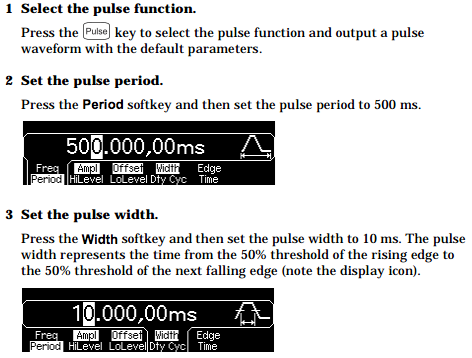 1 Select the pulse function.
Press the Pulse key to select the pulse function and output a pulse
waveform with the default parameters.
2 Set the pulse period.
Press the Period softkey and then set the pulse period to 500 ms.
500.000,00ms
Freq Ampl Offset Width Edge
Period HiLevel LoLevel Dty Cyc Time
3 Set the pulse width.
Press the Width softkey and then set the pulse width to 10 ms. The pulse
width represents the time from the 50% threshold of the rising edge to
the 50% threshold of the next falling edge (note the display icon).
10.000,00ms
Freq Ampl Offset Width Edge
Period HiLevel LoLevel Dty Cyc Time